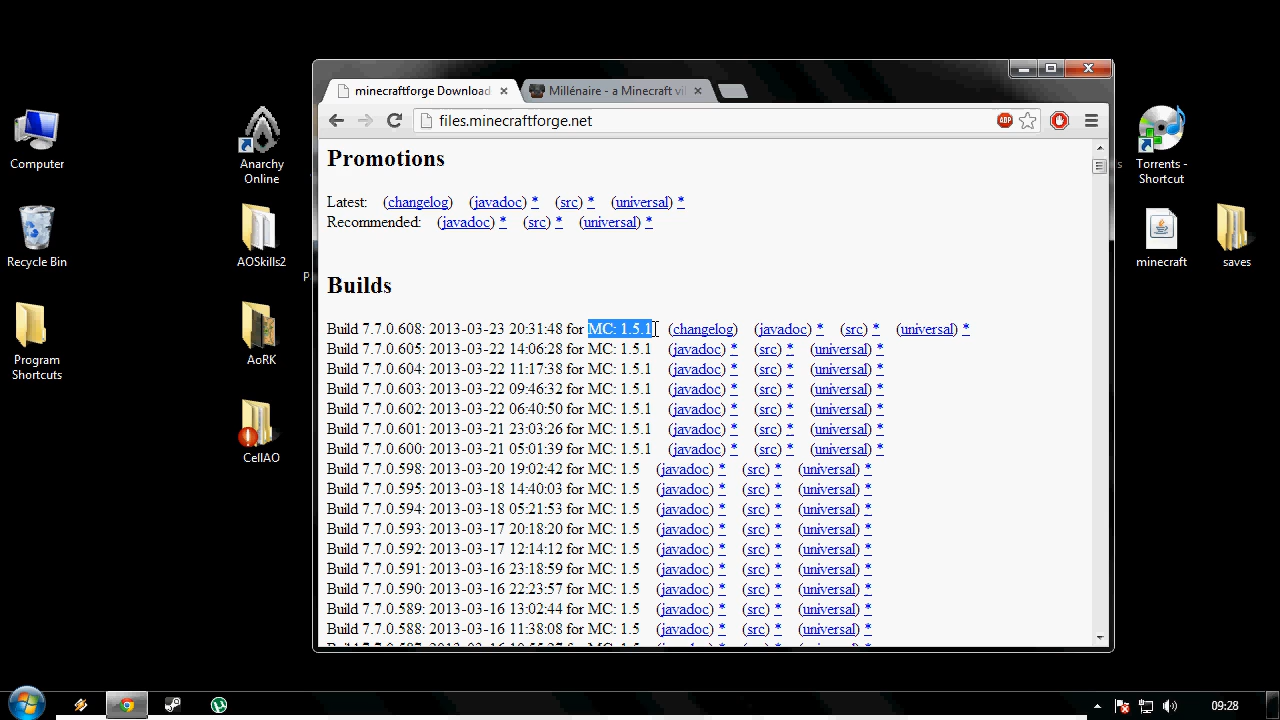 minecraftforge Download
Millénaire - a Minecraft vil
files.minecraftforge.net
ABP
Promotions
Latest: (changelog) (javadoc) * (src) * (universal) *
Recommended: (javadoc) * (src) * (universal) *
Builds
Build 7.7.0.608: 2013-03-23 20:31:48 for MC: 1.5.1 (changelog) (javadoc) * (src) * (universal) *
Build 7.7.0.605: 2013-03-22 14:06:28 for MC: 1.5.1 (javadoc) * (src) * (universal) *
Build 7.7.0.604: 2013-03-22 11:17:38 for MC: 1.5.1 (javadoc) * (src) * (universal) *
Build 7.7.0.603: 2013-03-22 09:46:32 for MC: 1.5.1 (javadoc) * (src) * (universal) *
Build 7.7.0.602: 2013-03-22 06:40:50 for MC: 1.5.1 (javadoc) * (src) * (universal) *
Build 7.7.0.601: 2013-03-21 23:03:26 for MC: 1.5.1 (javadoc) * (src) * (universal) *
Build 7.7.0.600: 2013-03-21 05:01:39 for MC: 1.5.1 (javadoc) * (src) * (universal) *
Build 7.7.0.598: 2013-03-20 19:02:42 for MC: 1.5 (javadoc) * (src) * (universal) *
Build 7.7.0.595: 2013-03-18 14:40:03 for MC: 1.5 (javadoc) * (src) * (universal) *
Build 7.7.0.594: 2013-03-18 05:21:53 for MC: 1.5 (javadoc) * (src) * (universal) *
Build 7.7.0.593: 2013-03-17 20:18:20 for MC: 1.5 (javadoc) * (src) * (universal) *
Build 7.7.0.592: 2013-03-17 12:14:12 for MC: 1.5 (javadoc) * (src) * (universal) *
Build 7.7.0.591: 2013-03-16 23:18:59 for MC: 1.5 (javadoc) * (src) * (universal) *
Build 7.7.0.590: 2013-03-16 22:23:57 for MC: 1.5 (javadoc) * (src) * (universal) *
Build 7.7.0.589: 2013-03-16 13:02:44 for MC: 1.5 (javadoc) * (src) * (universal) *
Build 7.7.0.588: 2013-03-16 11:38:08 for MC: 1.5 (javadoc) * (src) * (universal) *
Computer
Recycle Bin
Program
Shortcuts
Anarchy
Online
AOSkills2
AoRK
CellAO
P
s
Torrents -
Shortcut
minecraft
saves
09:28